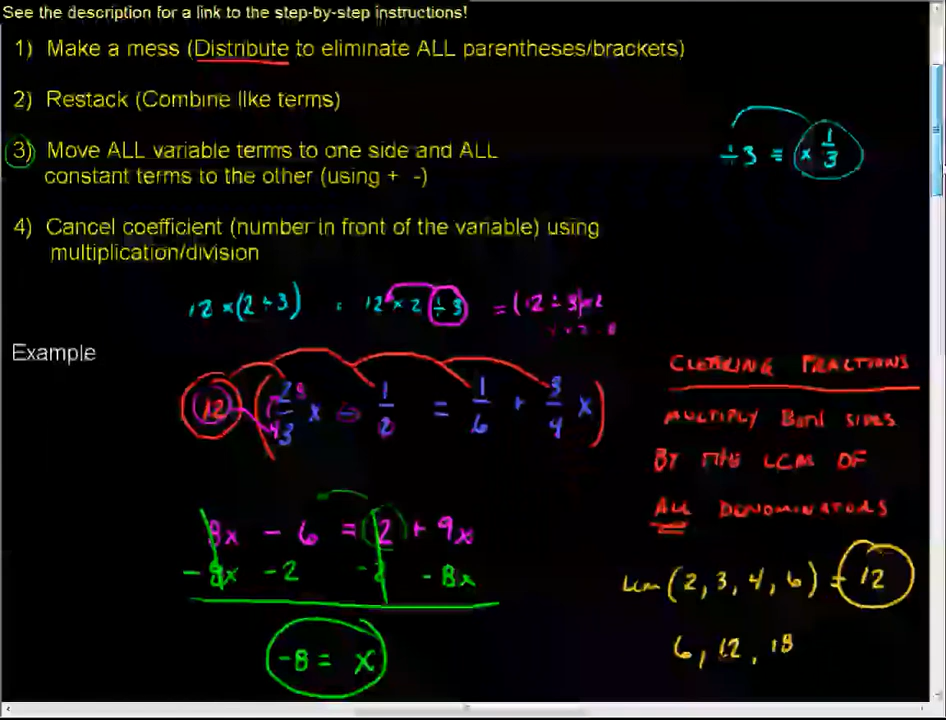 See the description for a link to the step-by-step instructions!
1) Make a mess (Distribute to eliminate ALL parentheses/brackets)
2) Restack (Combine like terms)
3) Move ALL variable terms to one side and ALL
constant terms to the other (using + -)
÷3 = × 1/3
4) Cancel coefficient (number in front of the variable) using
multiplication/division
12 × (2 ÷ 3) = 12 × 2 ÷ 3 = (12 ÷ 3) × 2
Example
12 ( 2/3 x - 1/2 = 1/6 + 3/4 x )
CLEARING FRACTIONS
MULTIPLY BOTH SIDES
BY THE LCM OF
ALL DENOMINATORS
8x - 6 = 2 + 9x
-8x -2 -2 -8x
-8 = x
LCM (2, 3, 4, 6) = 12
6, 12, 18